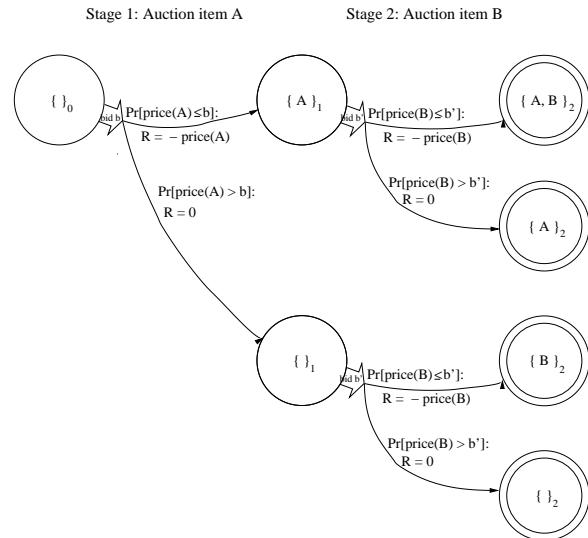 Stage 1: Auction item A
Stage 2: Auction item B
{ }0
bid b
Pr[price(A) ≤ b]:
R = − price(A)
{ A }1
bid b'
Pr[price(B) ≤ b']:
R = − price(B)
{ A, B }2
Pr[price(B) > b']:
R = 0
{ A }2
Pr[price(A) > b]:
R = 0
{ }1
bid b'
Pr[price(B) ≤ b']:
R = − price(B)
{ B }2
Pr[price(B) > b']:
R = 0
{ }2